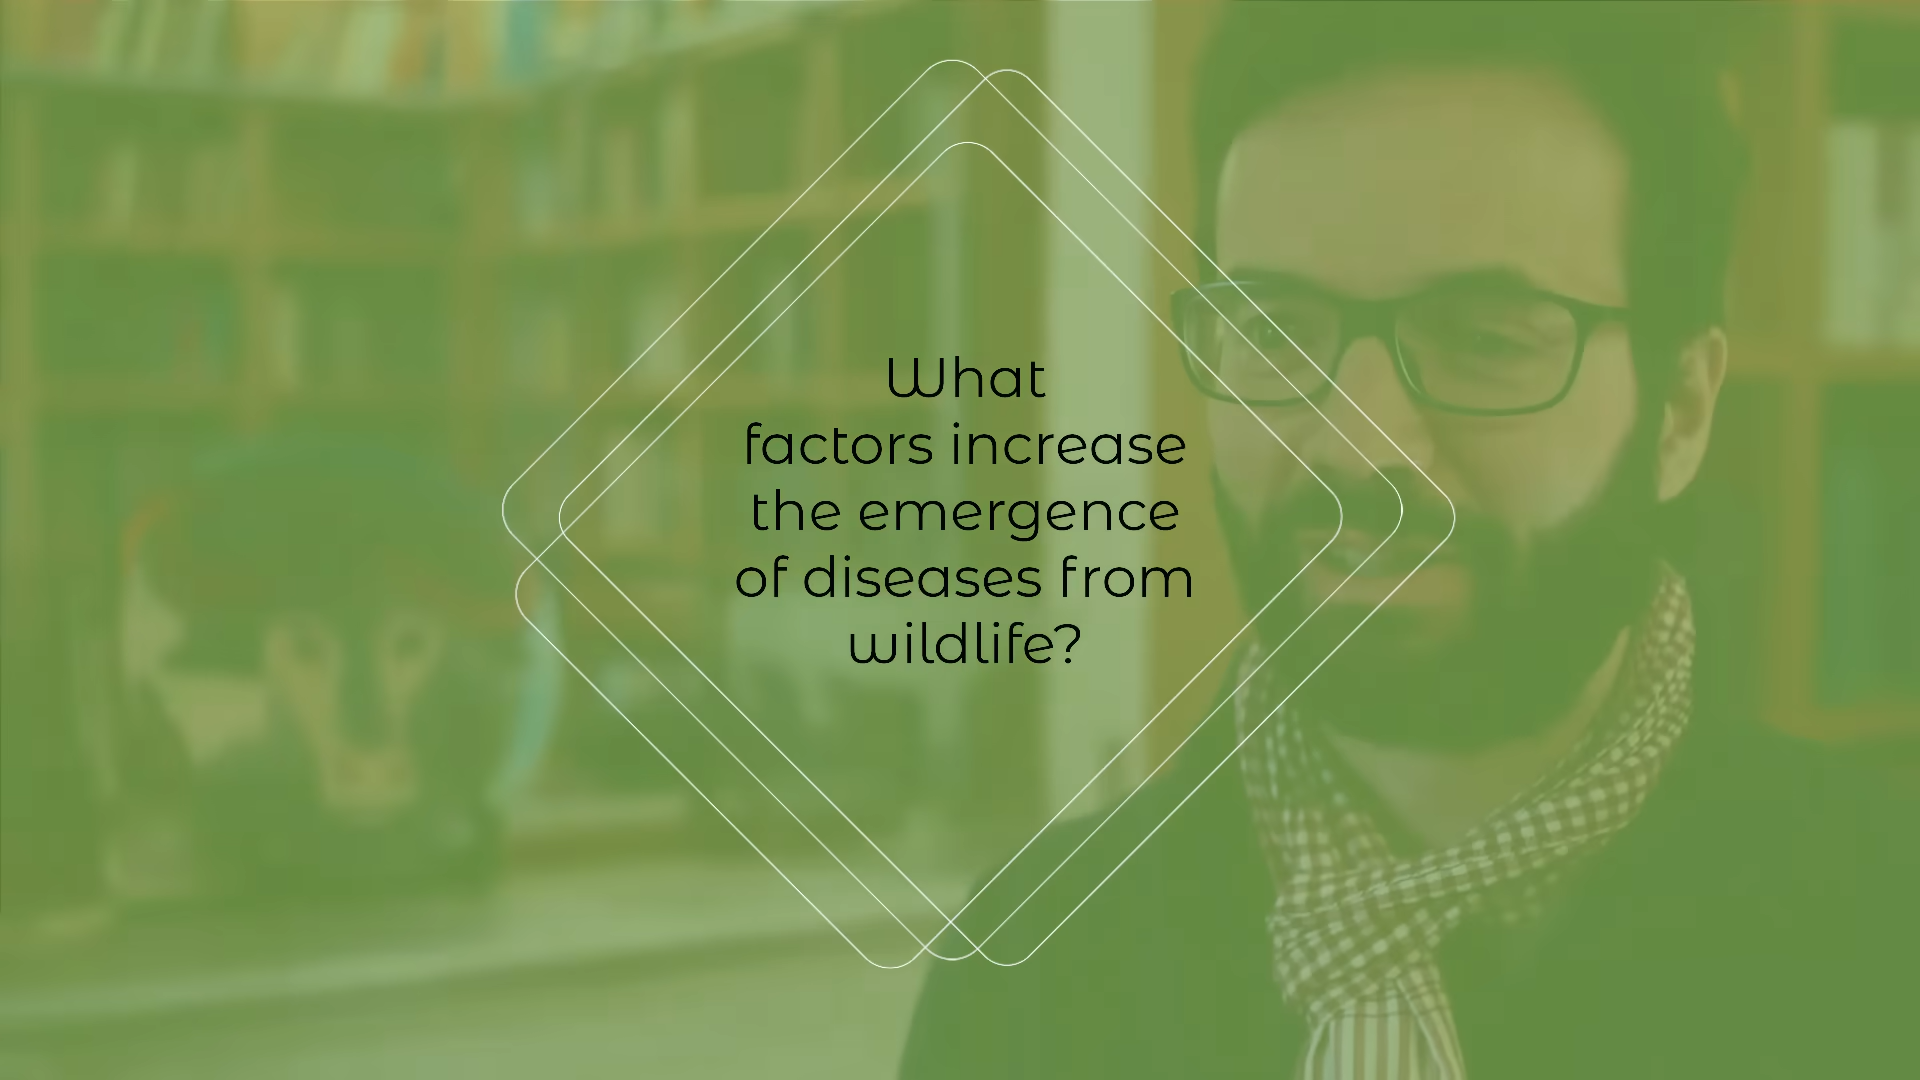 What
factors increase
the emergence
of diseases from
wildlife?